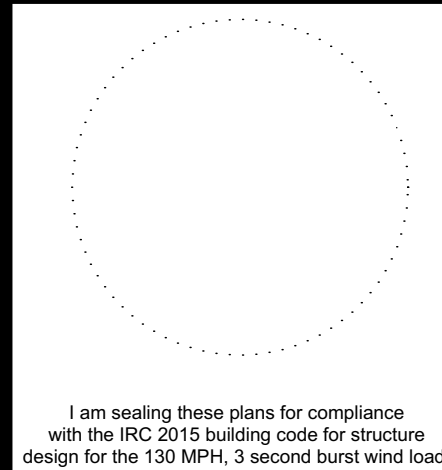 I am sealing these plans for compliance
with the IRC 2015 building code for structure
design for the 130 MPH, 3 second burst wind load